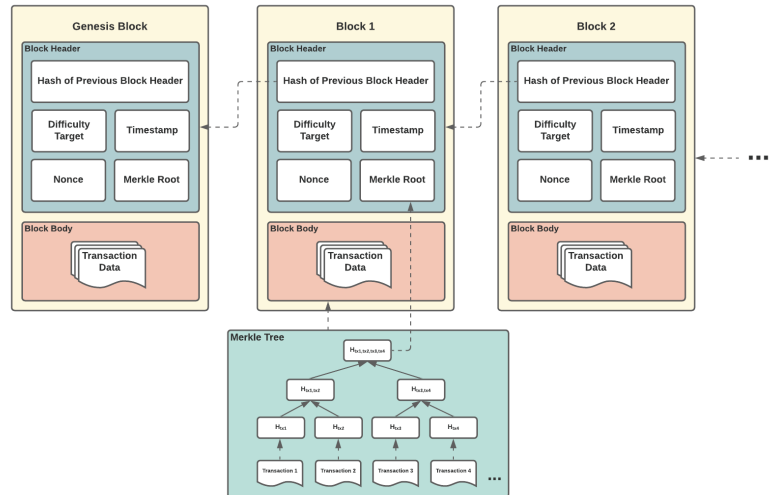 Genesis Block
Block Header
Hash of Previous Block Header
Difficulty
Target
Timestamp
Nonce
Merkle Root
Block Body
Transaction
Data
Block 1
Block Header
Hash of Previous Block Header
Difficulty
Target
Timestamp
Nonce
Merkle Root
Block Body
Transaction
Data
Block 2
Block Header
Hash of Previous Block Header
Difficulty
Target
Timestamp
Nonce
Merkle Root
Block Body
Transaction
Data
...
Merkle Tree
Htx1,tx2,tx3,tx4
Htx1,tx2
Htx3,tx4
Htx1
Htx2
Htx3
Htx4
Transaction 1
Transaction 2
Transaction 3
Transaction 4
...